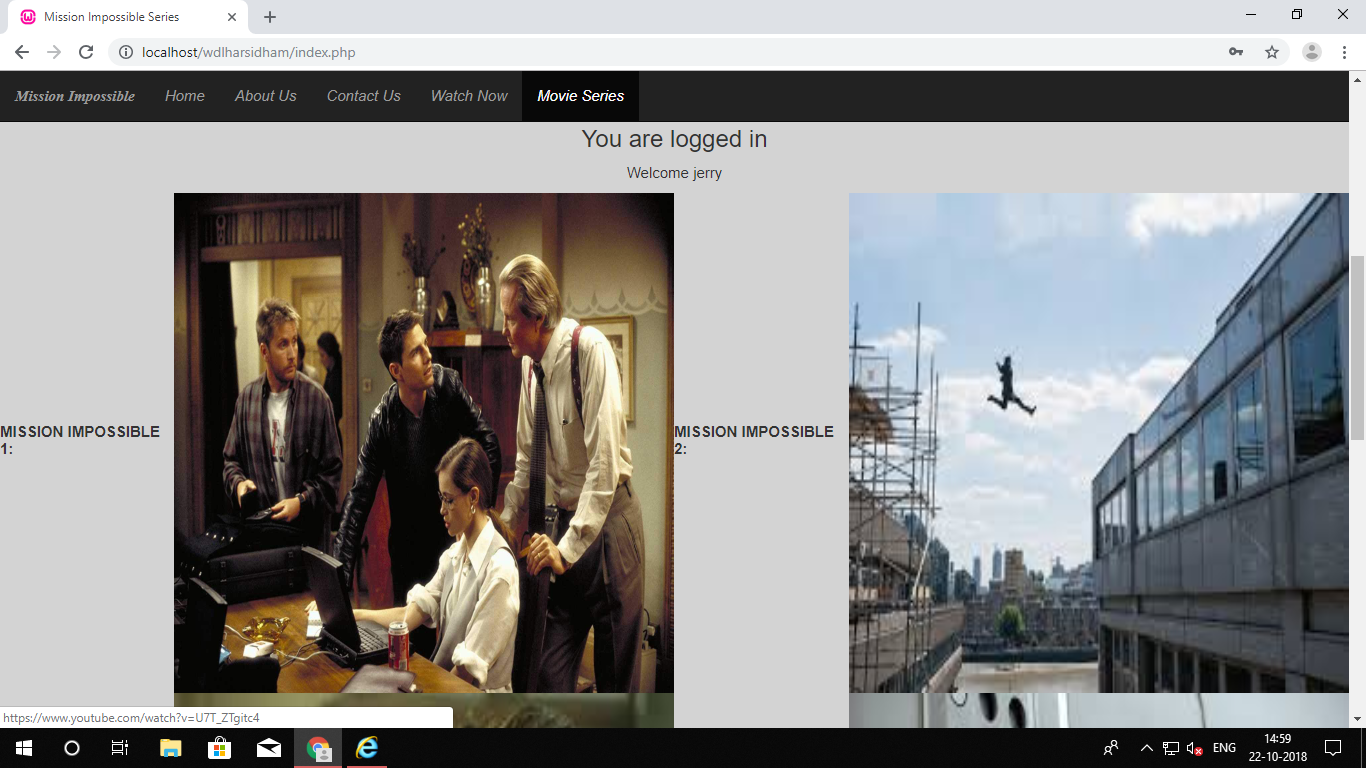 Mission Impossible Series
localhost/wdlharsidham/index.php
Mission Impossible Home About Us Contact Us Watch Now Movie Series
You are logged in
Welcome jerry
MISSION IMPOSSIBLE
1:
MISSION IMPOSSIBLE
2:
https://www.youtube.com/watch?v=U7T_ZTgitc4
ENG
14:59
22-10-2018